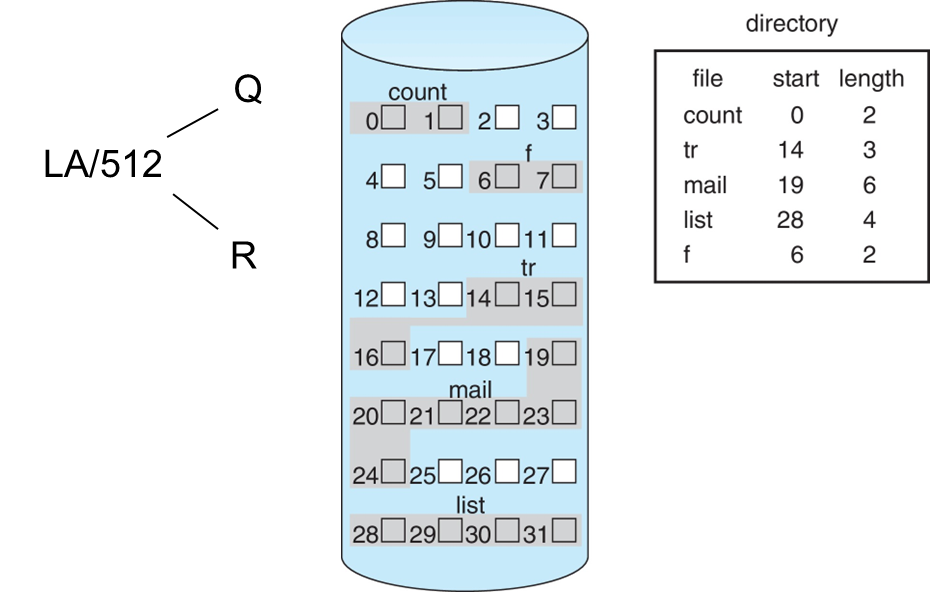 Q
LA/512
R
count
0 1 2 3
f
4 5 6 7
8 9 10 11
tr
12 13 14 15
16 17 18 19
mail
20 21 22 23
24 25 26 27
list
28 29 30 31
directory
file start length
count 0 2
tr 14 3
mail 19 6
list 28 4
f 6 2